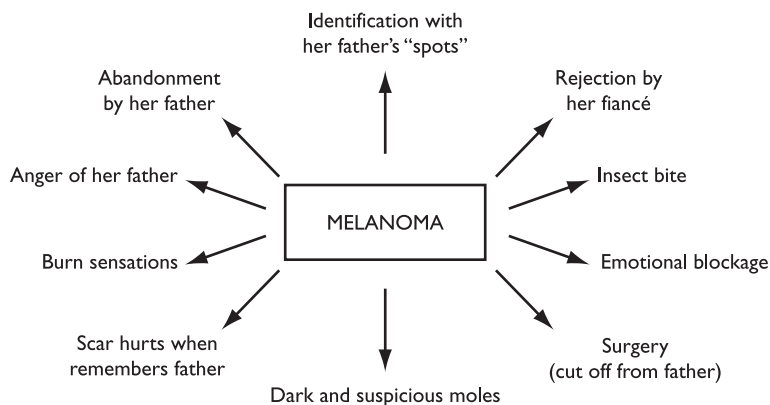 Identification with
her father's “spots”
Abandonment
by her father
Rejection by
her fiancé
Anger of her father
Insect bite
MELANOMA
Burn sensations
Emotional blockage
Scar hurts when
remembers father
Surgery
(cut off from father)
Dark and suspicious moles